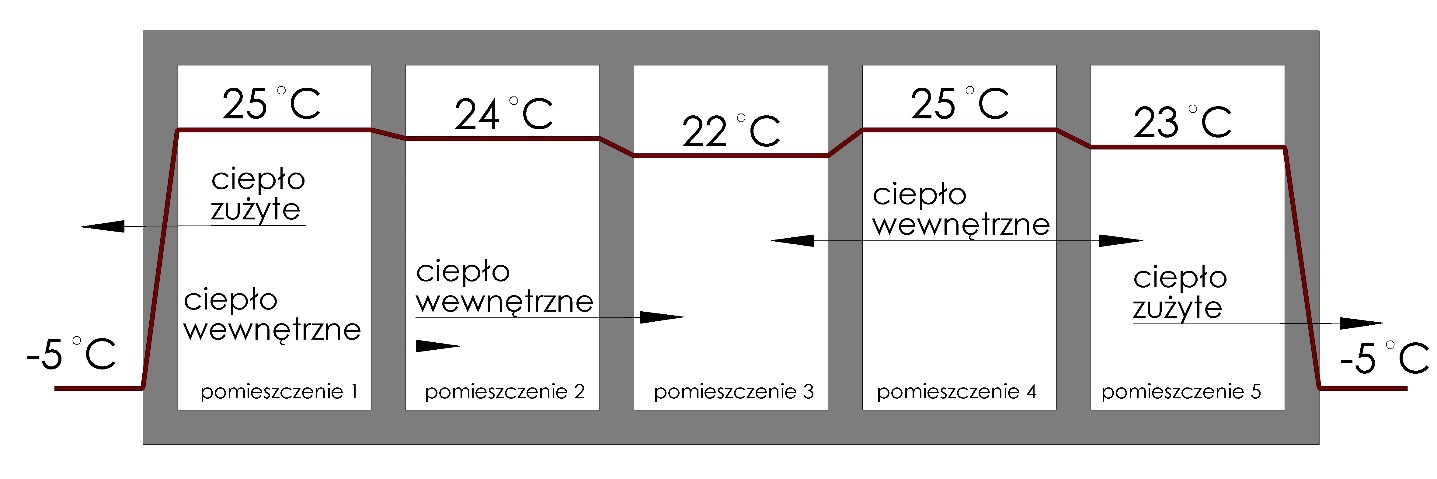 25 °C
24 °C
22 °C
25 °C
23 °C
ciepło
zużyte
ciepło
wewnętrzne
ciepło
wewnętrzne
ciepło
wewnętrzne
ciepło
zużyte
-5 °C
-5 °C
pomieszczenie 1
pomieszczenie 2
pomieszczenie 3
pomieszczenie 4
pomieszczenie 5